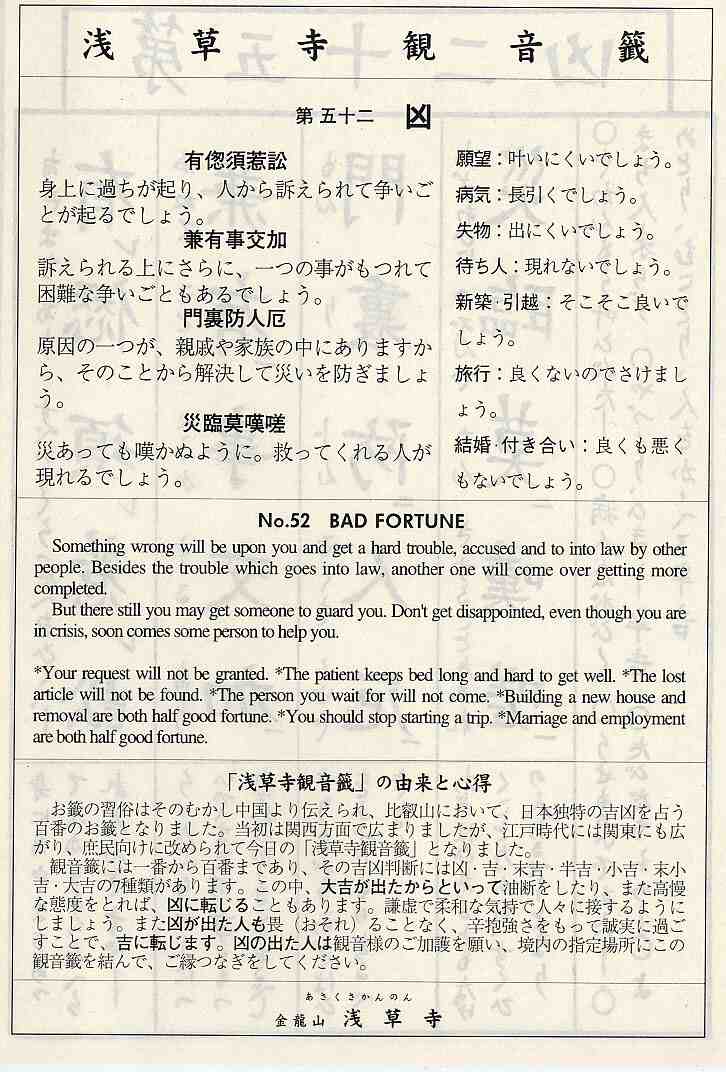 浅草寺観音籤
第五十二 凶
有偬須惹訟
身上に過ちが起り、人から訴えられて争いご
とが起るでしょう。
兼有事交加
訴えられる上にさらに、一つの事がもつれて
困難な争いごともあるでしょう。
門裏防人厄
原因の一つが、親戚や家族の中にありますか
ら、そのことから解決して災いを防ぎましょ
う。
災臨莫嘆嗟
災あっても嘆かぬように。救ってくれる人が
現れるでしょう。
願望：叶いにくいでしょう。
病気：長引くでしょう。
失物：出にくいでしょう。
待ち人：現れないでしょう。
新築・引越：そこそこ良いで
しょう。
旅行：良くないのでさけまし
ょう。
結婚・付き合い：良くも悪く
もないでしょう。
No.52 BAD FORTUNE
Something wrong will be upon you and get a hard trouble, accused and to into law by other
people. Besides the trouble which goes into law, another one will come over getting more
completed.
But there still you may get someone to guard you. Don't get disappointed, even though you are
in crisis, soon comes some person to help you.
*Your request will not be granted. *The patient keeps bed long and hard to get well. *The lost
article will not be found. *The person you wait for will not come. *Building a new house and
removal are both half good fortune. *You should stop starting a trip. *Marriage and employment
are both half good fortune.
「浅草寺観音籤」の由来と心得
お籤の習俗はそのむかし中国より伝えられ、比叡山において、日本独特の吉凶を占う
百番のお籤となりました。当初は関西方面で広まりましたが、江戸時代には関東にも広
がり、庶民向けに改められて今日の「浅草寺観音籤」となりました。
観音籤には一番から百番まであり、その吉凶判断には凶・吉・末吉・半吉・小吉・末小
吉・大吉の7種類があります。この中、大吉が出たからといって油断をしたり、また高慢
な態度をとれば、凶に転じることもあります。謙虚で柔和な気持で人々に接するように
しましょう。また凶が出た人も畏（おそれ）ることなく、辛抱強さをもって誠実に過ご
すことで、吉に転じます。凶の出た人は観音様のご加護を願い、境内の指定場所にこの
観音籤を結んで、ご縁つなぎをしてください。
あさくさかんのん
金龍山 浅草寺